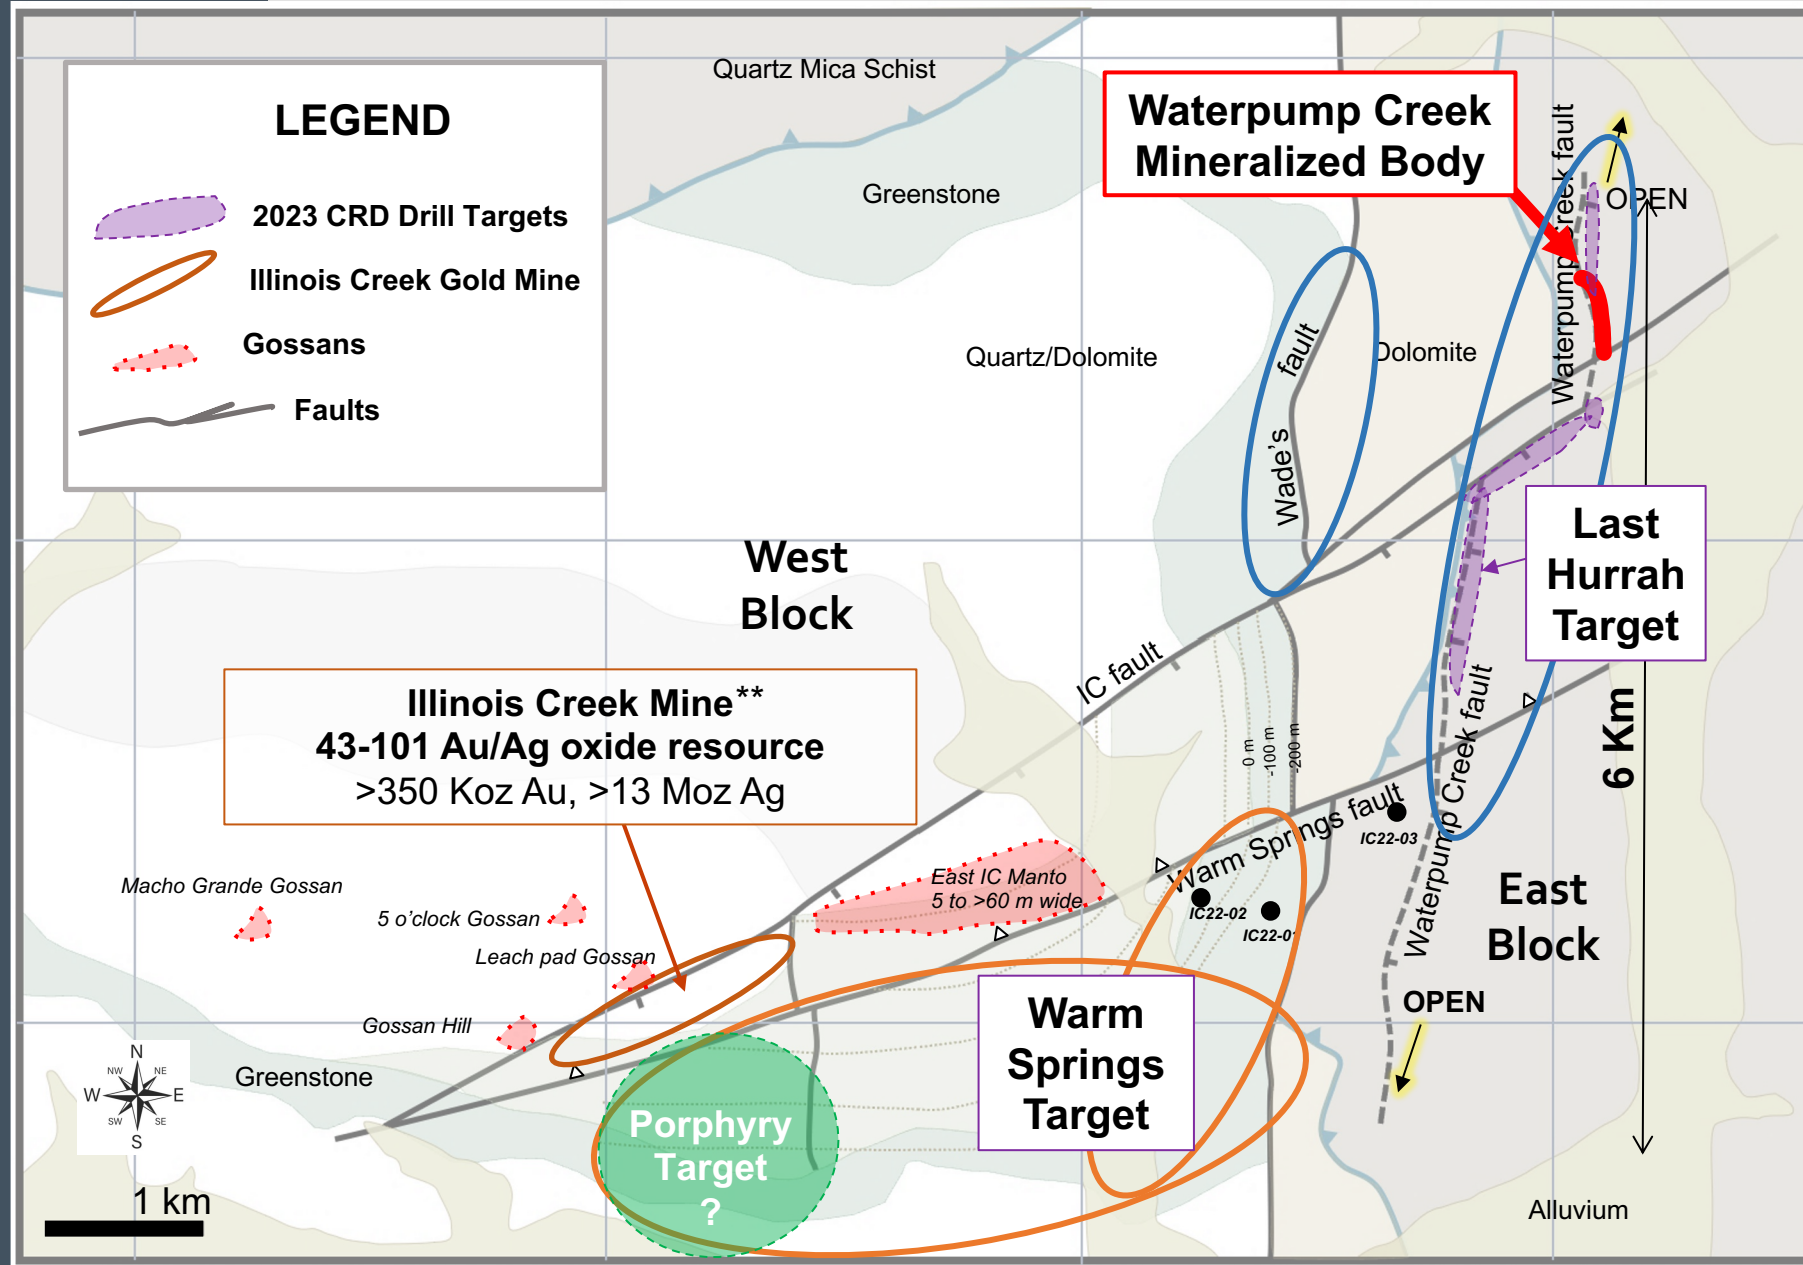 Quartz Mica Schist
LEGEND
2023 CRD Drill Targets
Illinois Creek Gold Mine
Gossans
Faults
Greenstone
Waterpump Creek
Mineralized Body
Waterpump Creek fault
OPEN
Quartz/Dolomite
Wade's fault
Dolomite
West
Block
Last
Hurrah
Target
IC fault
Illinois Creek Mine**
43-101 Au/Ag oxide resource
>350 Koz Au, >13 Moz Ag
0 m
-100 m
-200 m
6 Km
Warm Springs fault
IC22-03
Waterpump Creek fault
East IC Manto
5 to >60 m wide
IC22-02
IC22-01
East
Block
Macho Grande Gossan
5 o'clock Gossan
Leach pad Gossan
Gossan Hill
OPEN
Warm
Springs
Target
N
NW NE
W E
SW SE
S
Greenstone
Porphyry
Target
?
1 km
Alluvium